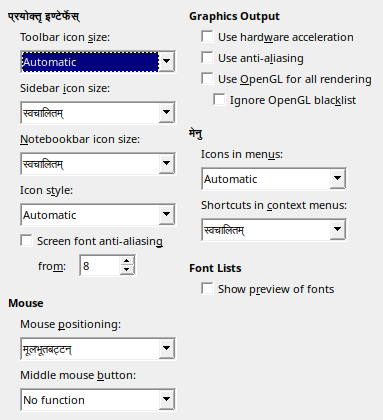 प्रयोक्तृ इण्टेर्फेस्
Toolbar icon size:
Automatic
Sidebar icon size:
स्वचालितम्
Notebookbar icon size:
स्वचालितम्
Icon style:
Automatic
Screen font anti-aliasing
from: 8
Mouse
Mouse positioning:
मूलभूतबट्टन्
Middle mouse button:
No function
Graphics Output
Use hardware acceleration
Use anti-aliasing
Use OpenGL for all rendering
Ignore OpenGL blacklist
मेनु
Icons in menus:
Automatic
Shortcuts in context menus:
स्वचालितम्
Font Lists
Show preview of fonts